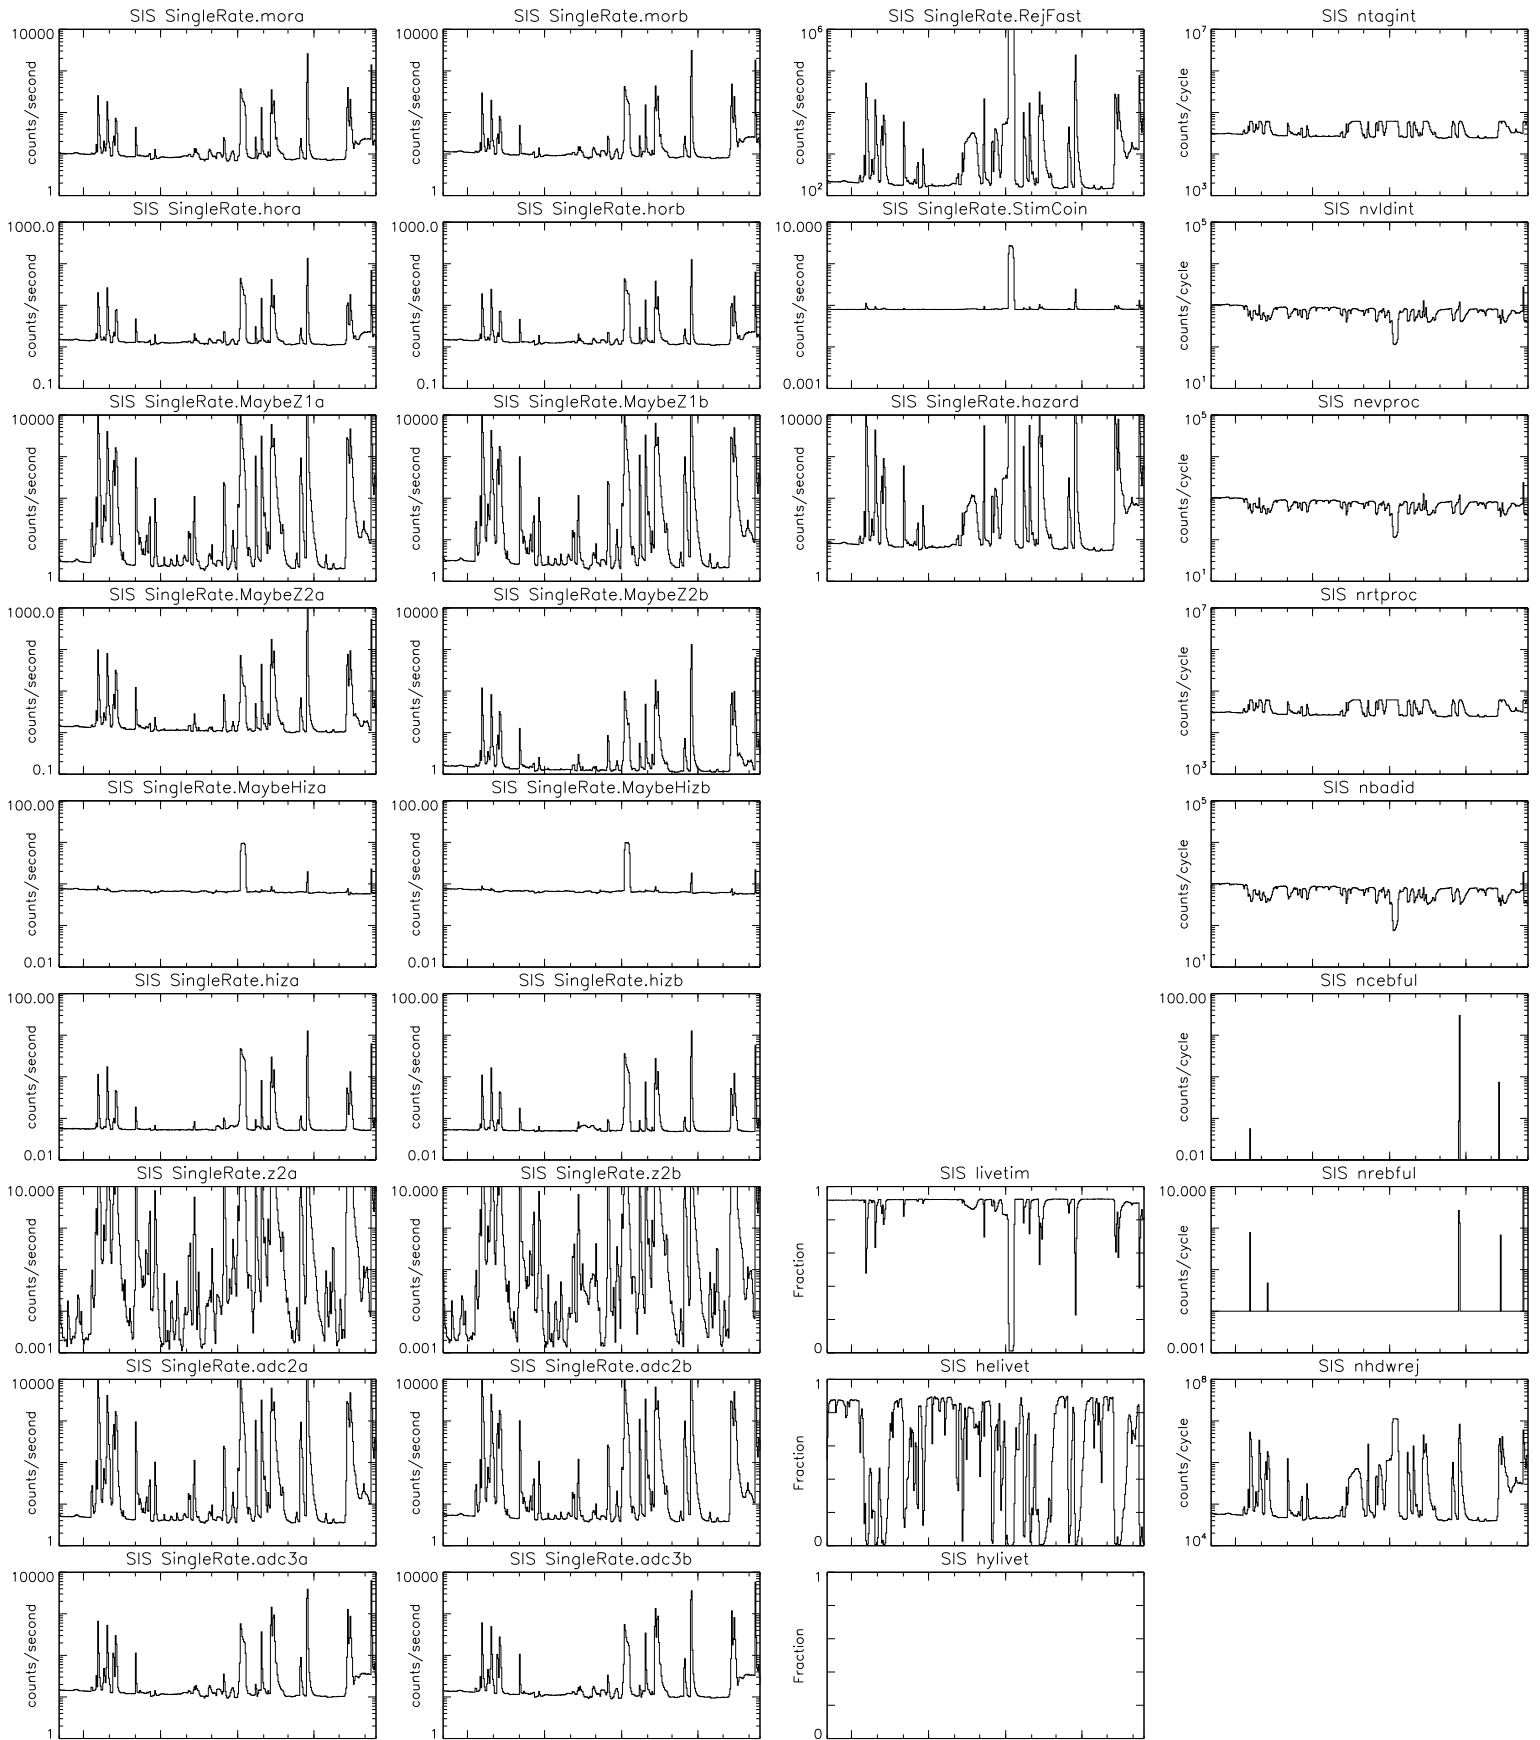 SIS SingleRate.mora
SIS SingleRate.morb
SIS SingleRate.RejFast
SIS ntagint
10000
counts/second
1
10000
counts/second
1
10^6
counts/second
10^2
10^7
counts/cycle
10^3
SIS SingleRate.hora
SIS SingleRate.horb
SIS SingleRate.StimCoin
SIS nvldint
1000.0
counts/second
0.1
1000.0
counts/second
0.1
10.000
counts/second
0.001
10^5
counts/cycle
10^1
SIS SingleRate.MaybeZ1a
SIS SingleRate.MaybeZ1b
SIS SingleRate.hazard
SIS nevproc
10000
counts/second
1
10000
counts/second
1
10000
counts/second
1
10^5
counts/cycle
10^1
SIS SingleRate.MaybeZ2a
SIS SingleRate.MaybeZ2b
SIS nrtproc
1000.0
counts/second
0.1
10000
counts/second
1
10^7
counts/cycle
10^3
SIS SingleRate.MaybeHiza
SIS SingleRate.MaybeHizb
SIS nbadid
100.00
counts/second
0.01
100.00
counts/second
0.01
10^5
counts/cycle
10^1
SIS SingleRate.hiza
SIS SingleRate.hizb
SIS ncebful
100.00
counts/second
0.01
100.00
counts/second
0.01
100.00
counts/cycle
0.01
SIS SingleRate.z2a
SIS SingleRate.z2b
SIS livetim
SIS nrebful
10.000
counts/second
0.001
10.000
counts/second
0.001
1
Fraction
0
10.000
counts/cycle
0.001
SIS SingleRate.adc2a
SIS SingleRate.adc2b
SIS helivet
SIS nhdwrej
10000
counts/second
1
10000
counts/second
1
1
Fraction
0
10^8
counts/cycle
10^4
SIS SingleRate.adc3a
SIS SingleRate.adc3b
SIS hylivet
10000
counts/second
1
10000
counts/second
1
1
Fraction
0